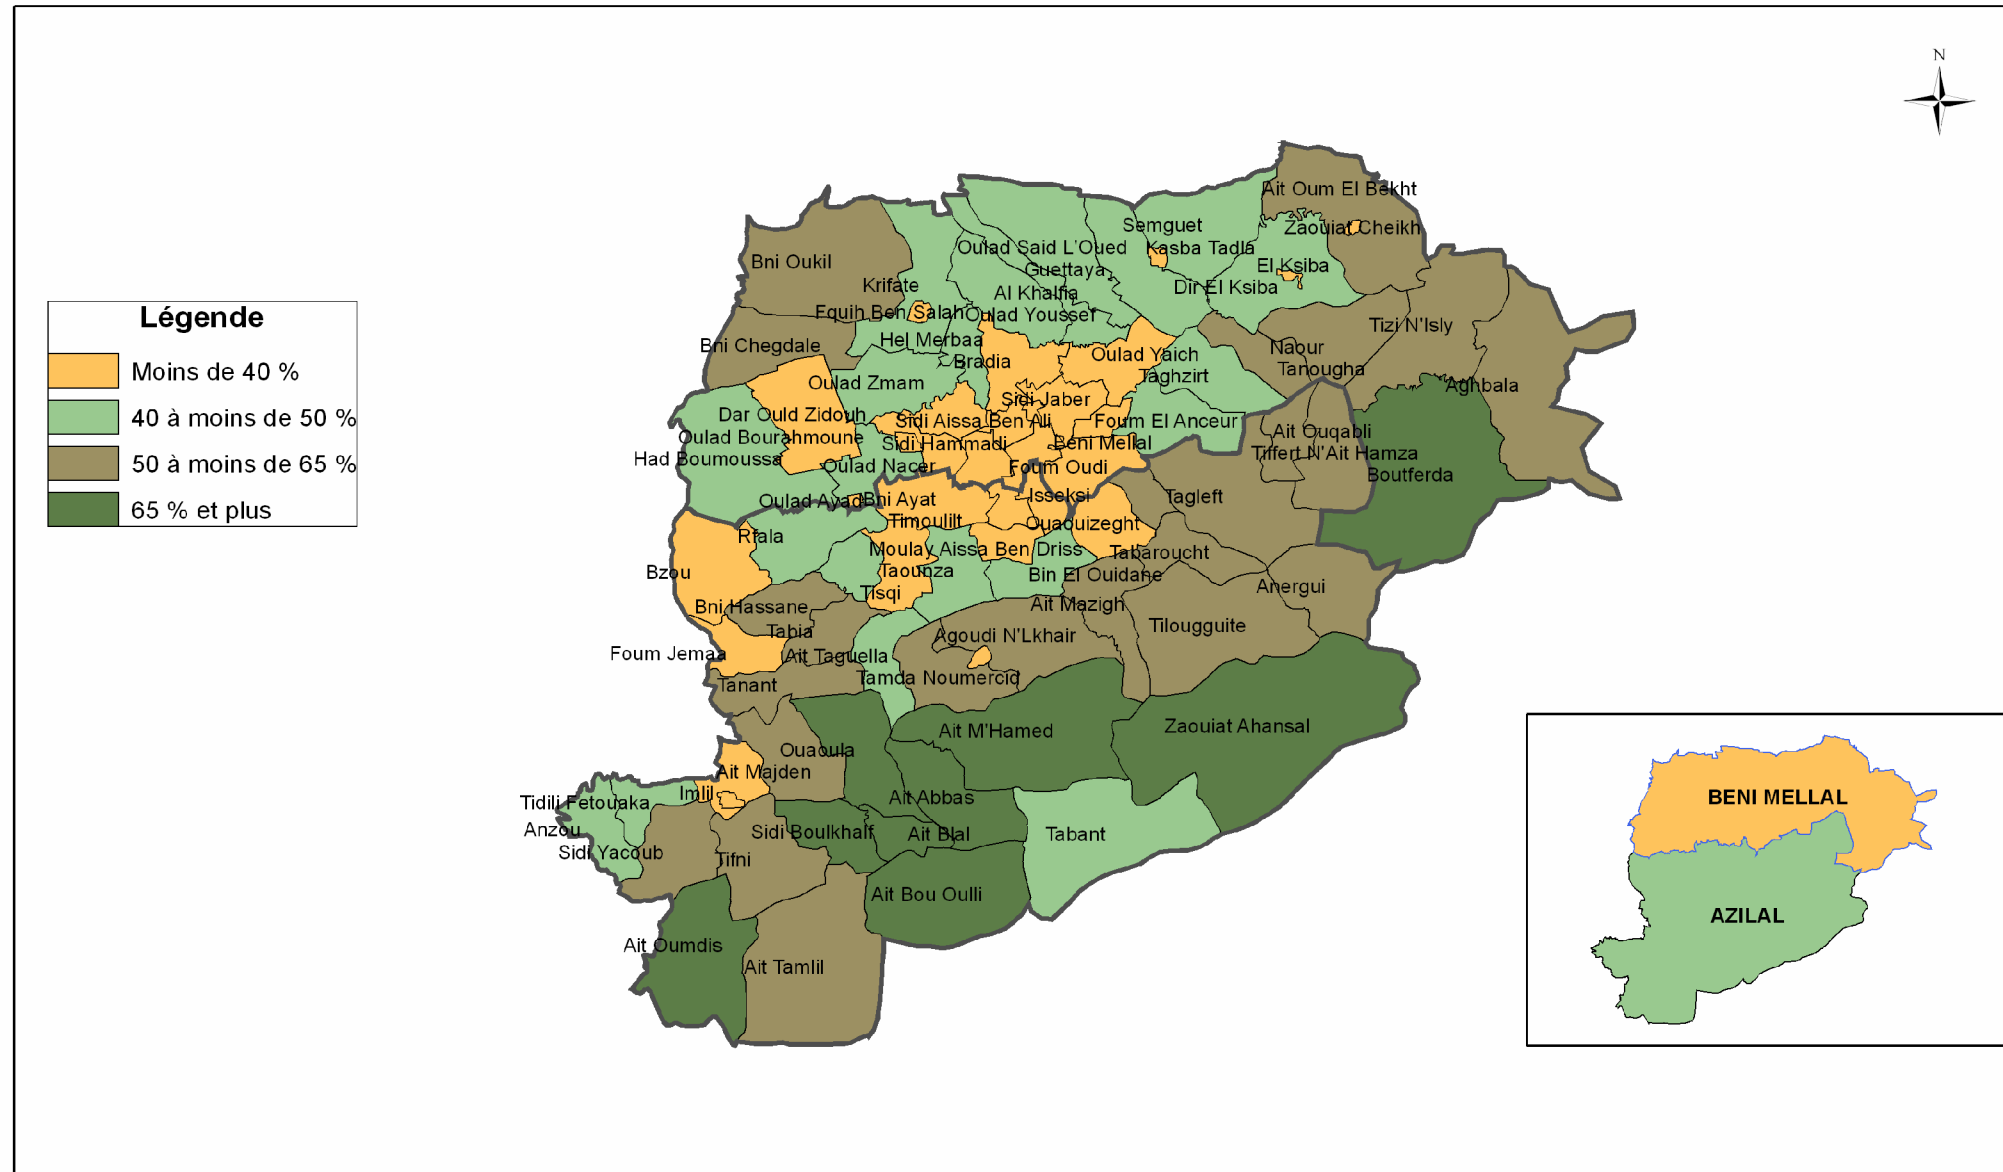 N
Ait Oum El Bekht
Semguet
Zaouiat Cheikh
Oulad Said L'Oued
Kasba Tadla
Bni Oukil
Guettaya
El Ksiba
Krifate
Al Khalfia
Dir El Ksiba
Fquih Ben Salah
Oulad Youssef
Légende
Tizi N'Isly
Hel Merbaa
Bni Chegdale
Naour
Bradia
Oulad Yaich
Moins de 40 %
Tanougha
Oulad Zmam
Taghzirt
Aghbala
Sidi Jaber
Dar Ould Zidouh
40 à moins de 50 %
Sidi Aissa Ben Ali
Foum El Anceur
Ait Ouqabli
Oulad Bourahmoune
Sidi Hammadi
Beni Mellal
Tiffert N'Ait Hamza
Had Boumoussa
50 à moins de 65 %
Oulad Nacer
Foum Oudi
Boutferda
Oulad Ayad
Bni Ayat
Isseksi
Tagleft
65 % et plus
Timoulilt
Ouaouizeght
Rfala
Moulay Aissa Ben Driss
Tabaroucht
Bzou
Taounza
Bin El Ouidane
Anergui
Tisqi
Bni Hassane
Ait Mazigh
Tabia
Agoudi N'Lkhair
Tilougguite
Foum Jemaa
Ait Taguella
Tanant
Tamda Noumercid
Ait M'Hamed
Zaouiat Ahansal
Ouaoula
Ait Majden
Imlil
Ait Abbas
Tidili Fetouaka
Anzou
Sidi Boulkhalf
Ait Blal
Tabant
Sidi Yacoub
Tifni
Ait Bou Oulli
Ait Oumdis
Ait Tamlil
BENI MELLAL
AZILAL